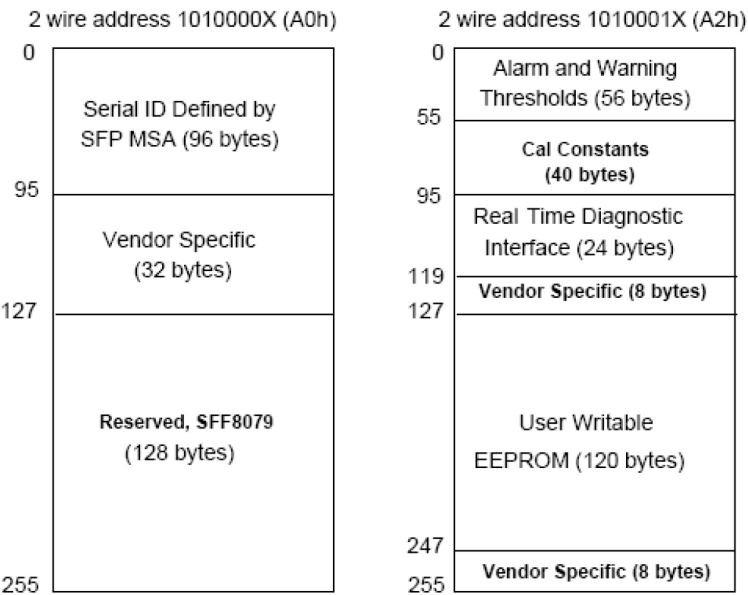 2 wire address 1010000X (A0h)
0
Serial ID Defined by
SFP MSA (96 bytes)
95
Vendor Specific
(32 bytes)
127
Reserved, SFF8079
(128 bytes)
255
2 wire address 1010001X (A2h)
0
Alarm and Warning
Thresholds (56 bytes)
55
Cal Constants
(40 bytes)
95
Real Time Diagnostic
Interface (24 bytes)
119
Vendor Specific (8 bytes)
127
User Writable
EEPROM (120 bytes)
247
Vendor Specific (8 bytes)
255